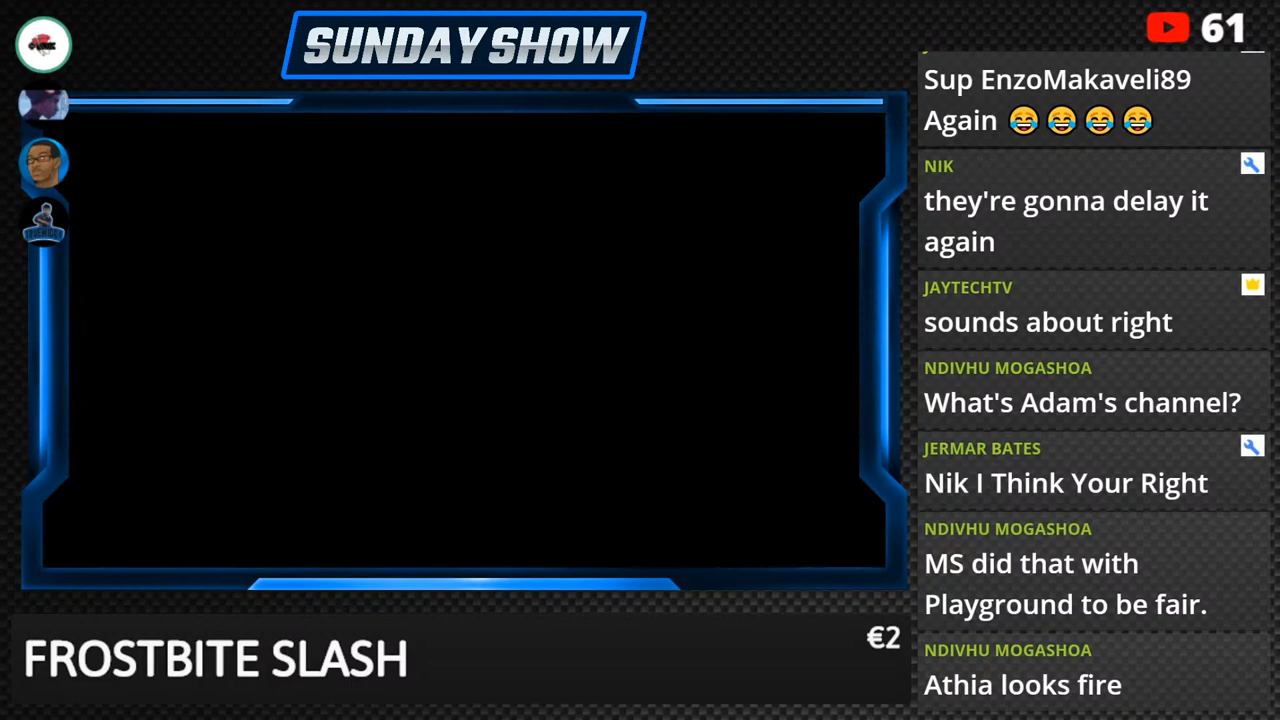 SUNDAY SHOW
61
Sup EnzoMakaveli89
Again 😂 😂 😂 😂
NIK
they're gonna delay it
again
JAYTECHTV
sounds about right
NDIVHU MOGASHOA
What's Adam's channel?
JERMAR BATES
Nik I Think Your Right
NDIVHU MOGASHOA
MS did that with
Playground to be fair.
NDIVHU MOGASHOA
Athia looks fire
FROSTBITE SLASH
€2